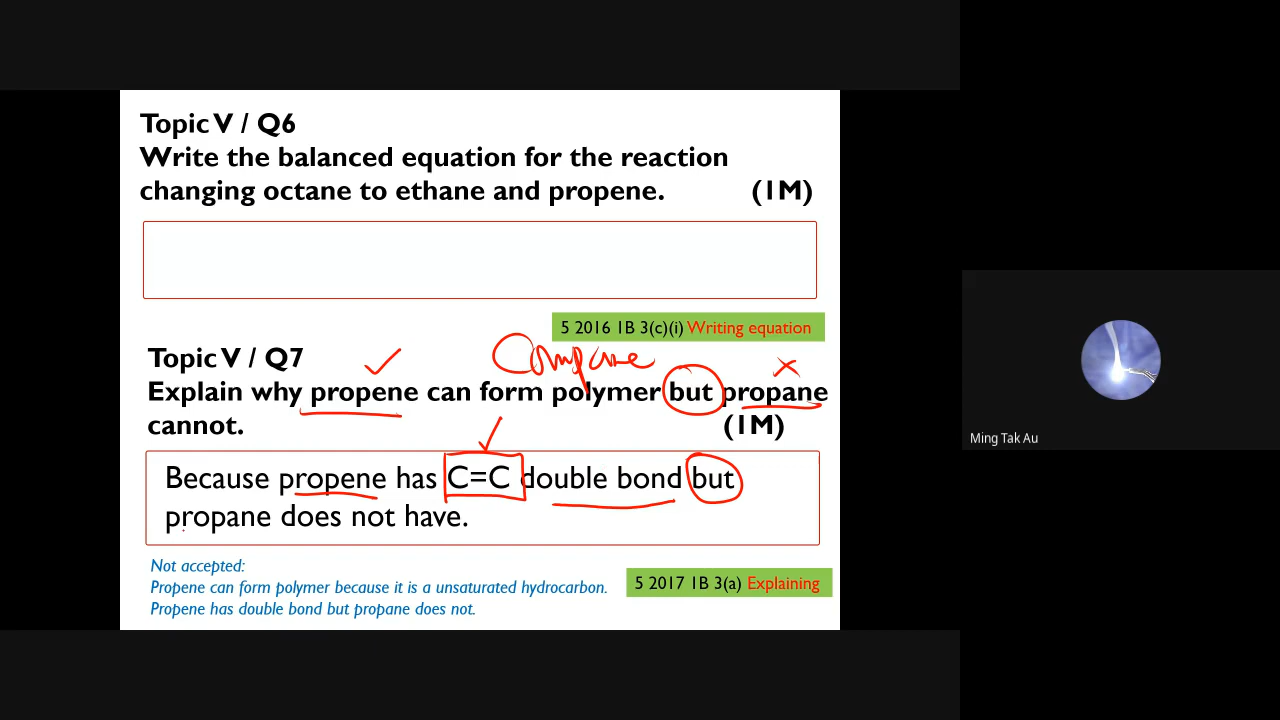 Topic V / Q6
Write the balanced equation for the reaction
changing octane to ethane and propene. (1M)
5 2016 1B 3(c)(i) Writing equation
Compare
Topic V / Q7
Explain why propene can form polymer but propane
cannot. (1M)
Because propene has C=C double bond but
propane does not have.
Not accepted:
Propene can form polymer because it is a unsaturated hydrocarbon.
Propene has double bond but propane does not.
5 2017 1B 3(a) Explaining
Ming Tak Au